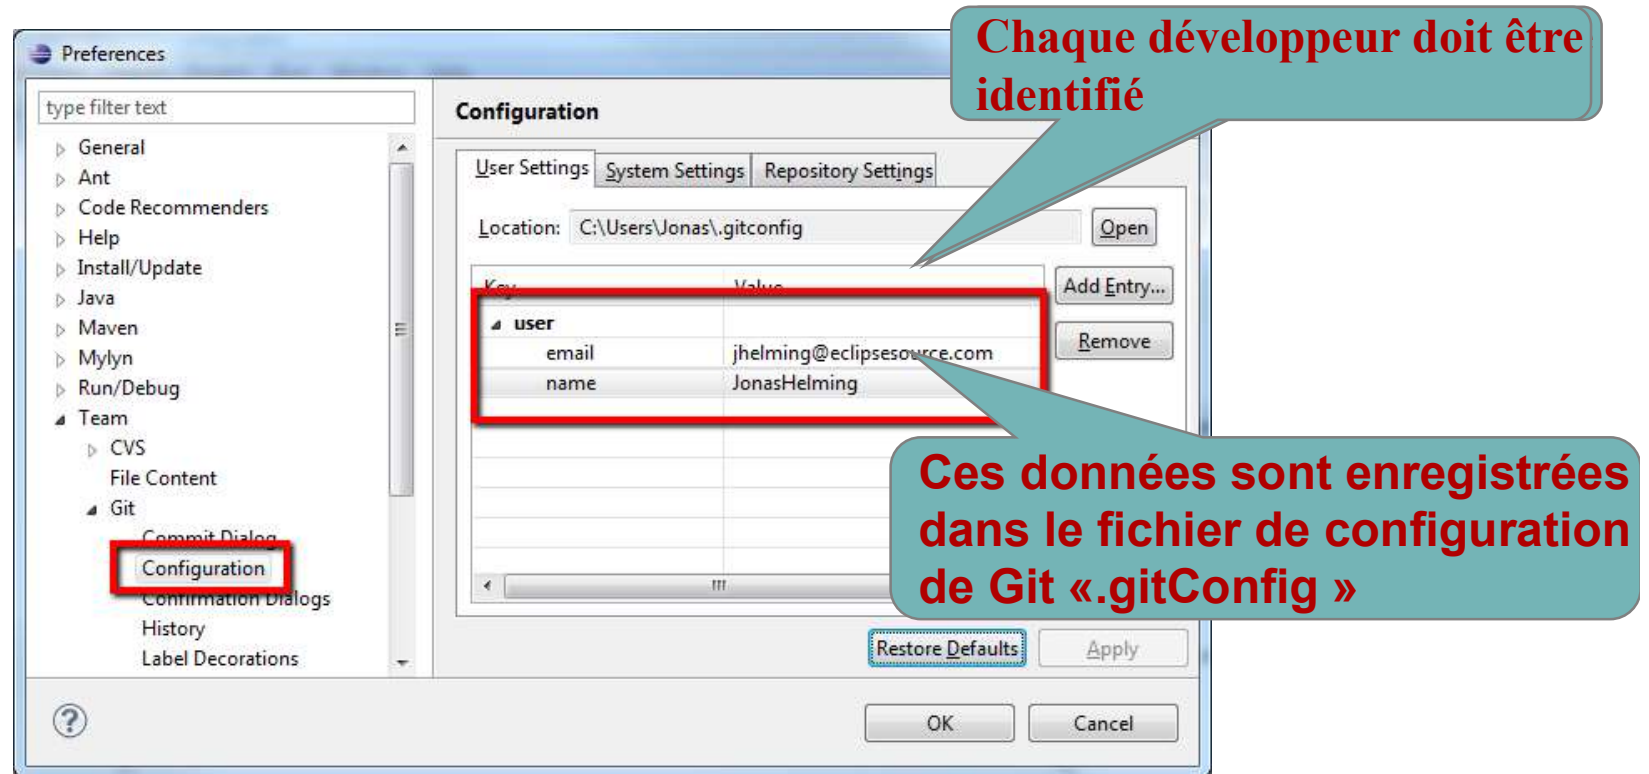 Chaque développeur doit être
identifié
Preferences
type filter text
General
Ant
Code Recommenders
Help
Install/Update
Java
Maven
Mylyn
Run/Debug
Team
CVS
File Content
Git
Commit Dialog
Configuration
Confirmation Dialogs
History
Label Decorations
Configuration
User Settings System Settings Repository Settings
Location: C:\Users\Jonas\.gitconfig Open
Key Value Add Entry...
user
email jhelming@eclipsesource.com Remove
name JonasHelming
Ces données sont enregistrées
dans le fichier de configuration
de Git «.gitConfig »
Restore Defaults Apply
OK Cancel